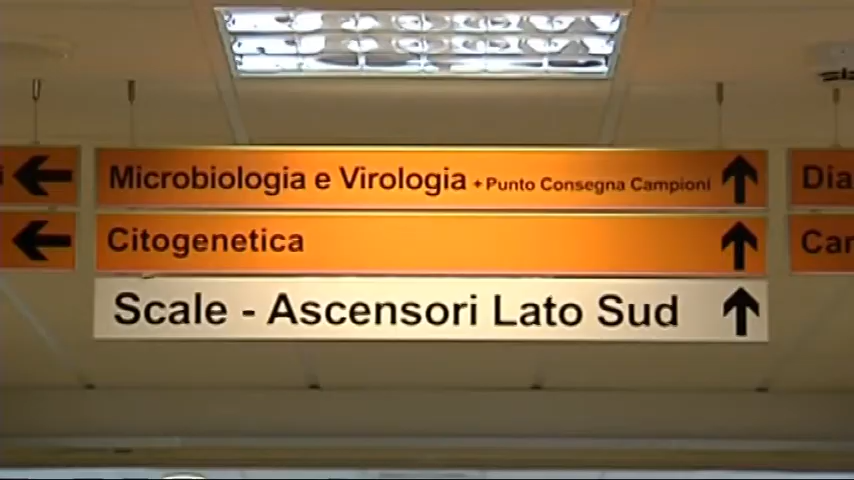 Microbiologia e Virologia + Punto Consegna Campioni
Citogenetica
Scale - Ascensori Lato Sud